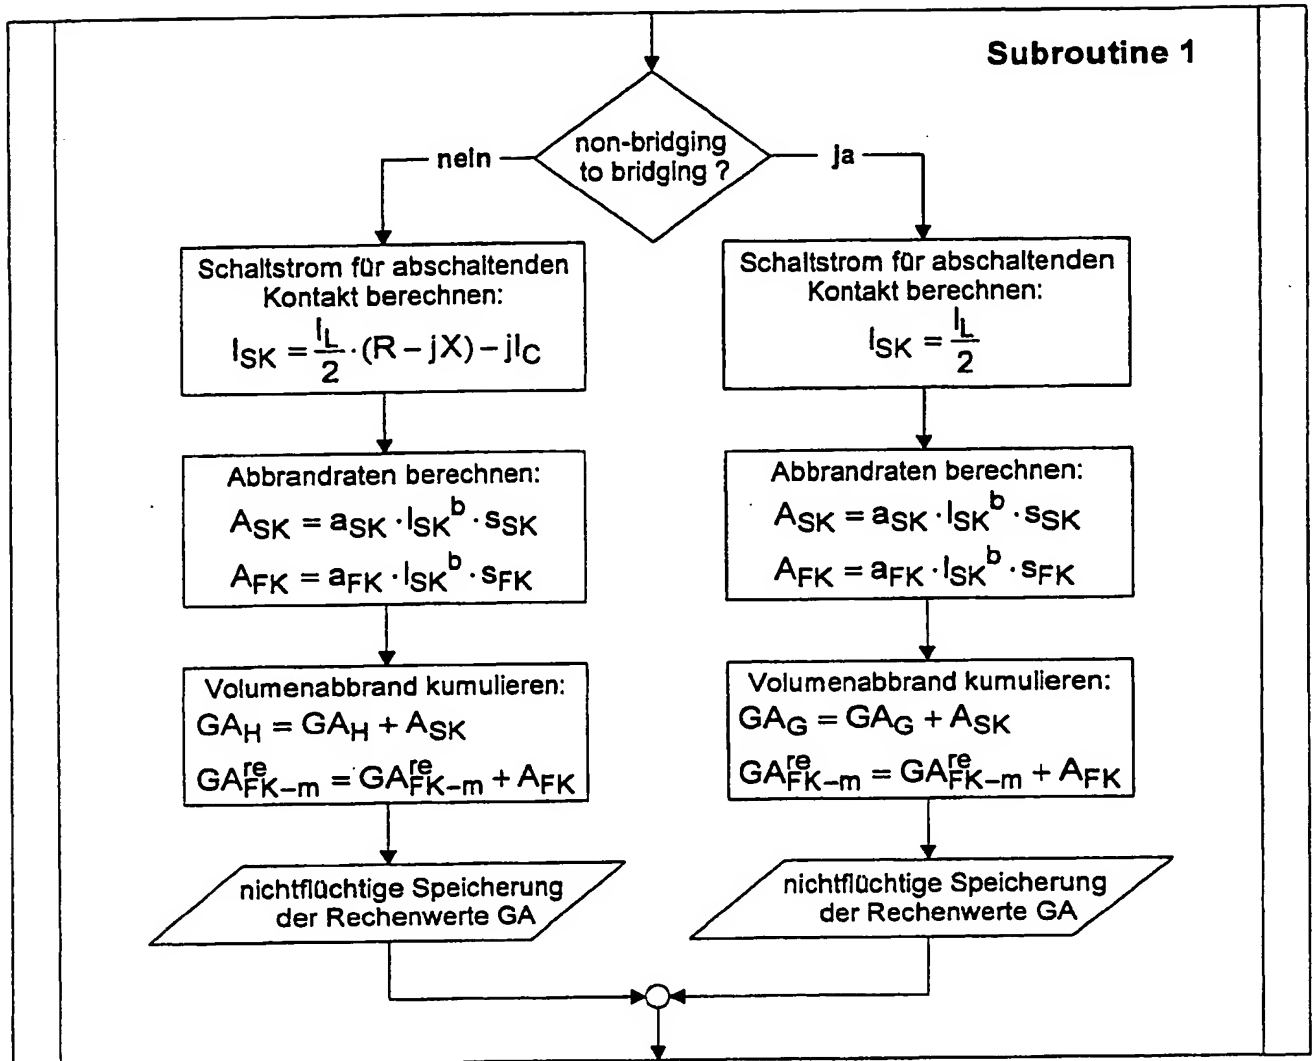 Subroutine 1
non-bridging
to bridging ?
nein
ja
Schaltstrom für abschaltenden
Kontakt berechnen:
I_SK = I_L/2 · (R – jX) – jI_C
Abbrandraten berechnen:
A_SK = a_SK · I_SK^b · s_SK
A_FK = a_FK · I_SK^b · s_FK
Volumenabbrand kumulieren:
GA_H = GA_H + A_SK
GA^re_FK–m = GA^re_FK–m + A_FK
nichtflüchtige Speicherung
der Rechenwerte GA
Schaltstrom für abschaltenden
Kontakt berechnen:
I_SK = I_L/2
Abbrandraten berechnen:
A_SK = a_SK · I_SK^b · s_SK
A_FK = a_FK · I_SK^b · s_FK
Volumenabbrand kumulieren:
GA_G = GA_G + A_SK
GA^re_FK–m = GA^re_FK–m + A_FK
nichtflüchtige Speicherung
der Rechenwerte GA